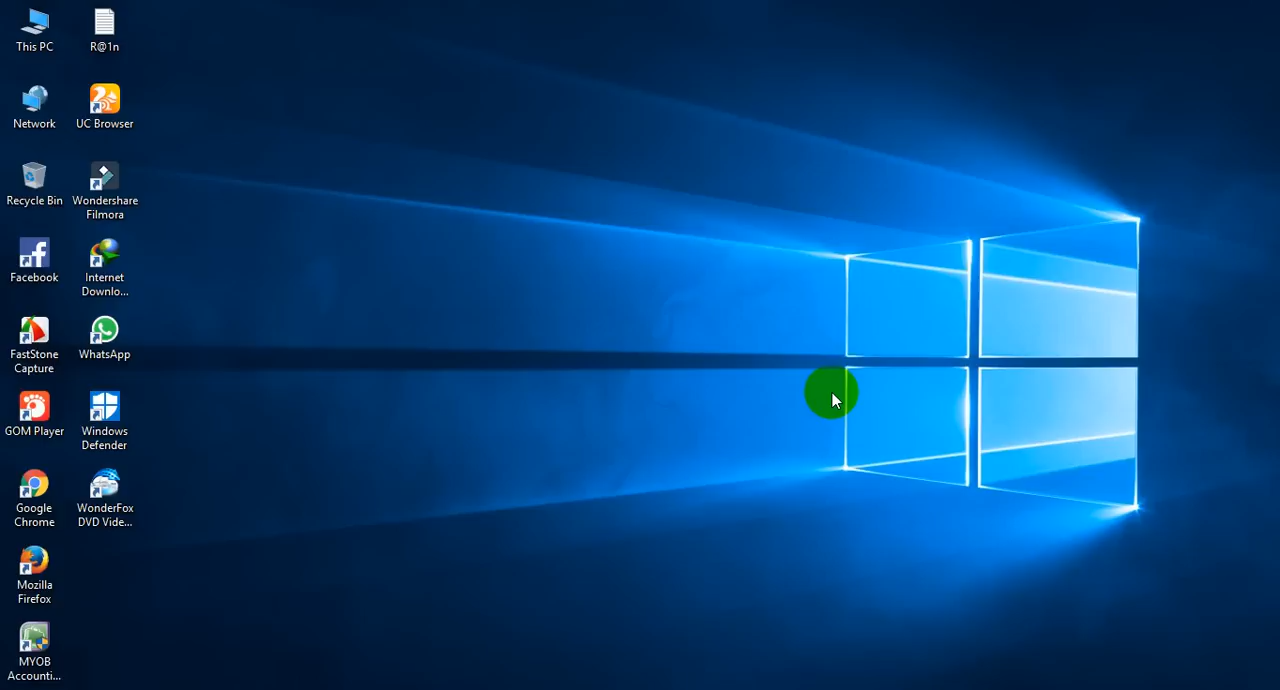 This PC
R@1n
Network
UC Browser
Recycle Bin
Wondershare
Filmora
Facebook
Internet
Downlo...
FastStone
Capture
WhatsApp
GOM Player
Windows
Defender
Google
Chrome
WonderFox
DVD Vide...
Mozilla
Firefox
MYOB
Accounti...